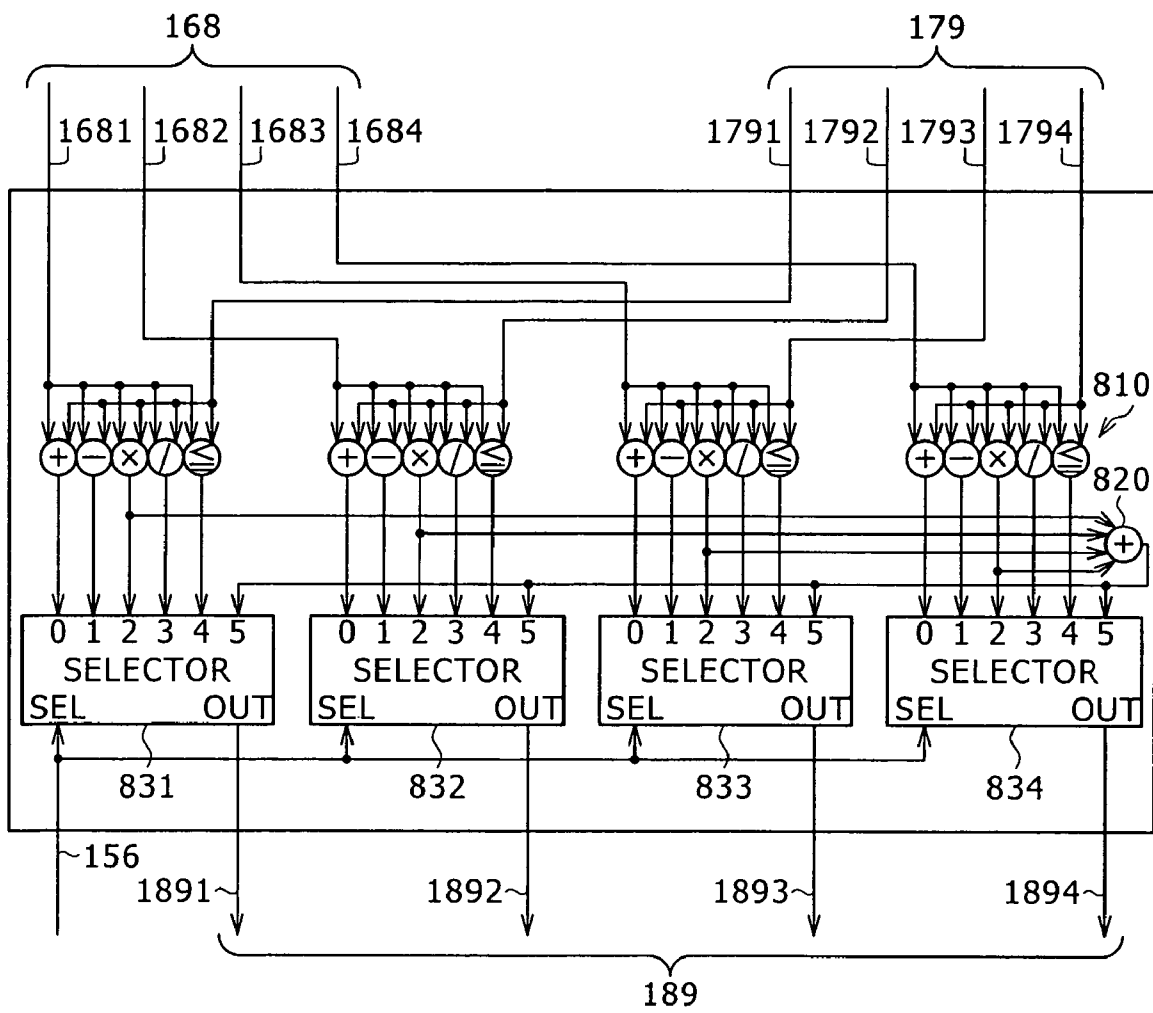 168 179
1681 1682 1683 1684 1791 1792 1793 1794
810
+ − × / ≤ + − × / ≤ + − × / ≤ + − × / ≤
820
+
0 1 2 3 4 5 0 1 2 3 4 5 0 1 2 3 4 5 0 1 2 3 4 5
SELECTOR SELECTOR SELECTOR SELECTOR
SEL OUT SEL OUT SEL OUT SEL OUT
831 832 833 834
156
1891 1892 1893 1894
189